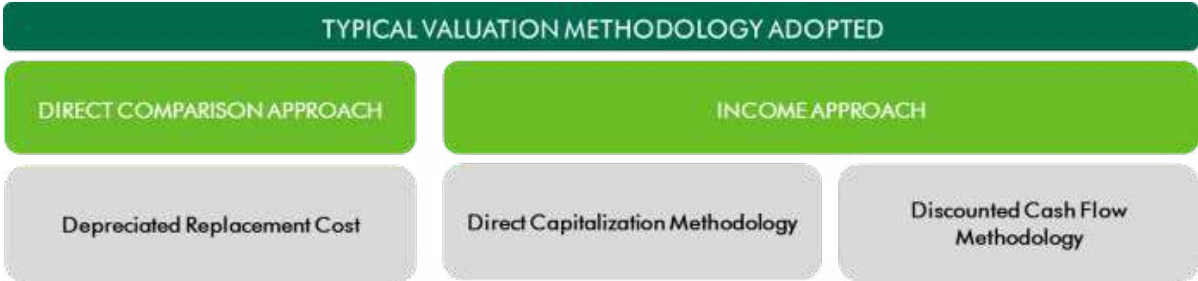 TYPICAL VALUATION METHODOLOGY ADOPTED
DIRECT COMPARISON APPROACH
INCOME APPROACH
Depreciated Replacement Cost
Direct Capitalization Methodology
Discounted Cash Flow
Methodology